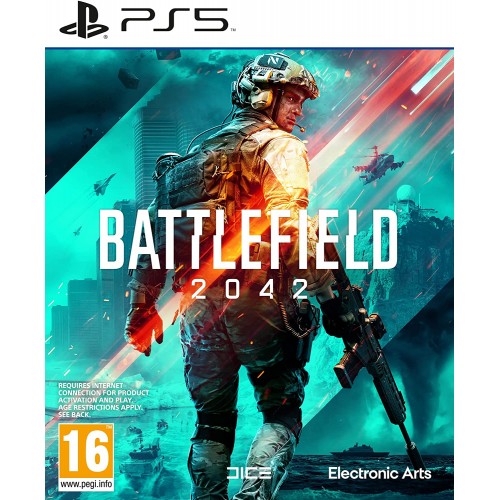 PS5
BATTLEFIELD
2042
REQUIRES INTERNET
CONNECTION FOR PRODUCT
ACTIVATION AND PLAY.
AGE RESTRICTIONS APPLY.
SEE BACK.
16
www.pegi.info
DICE
Electronic Arts